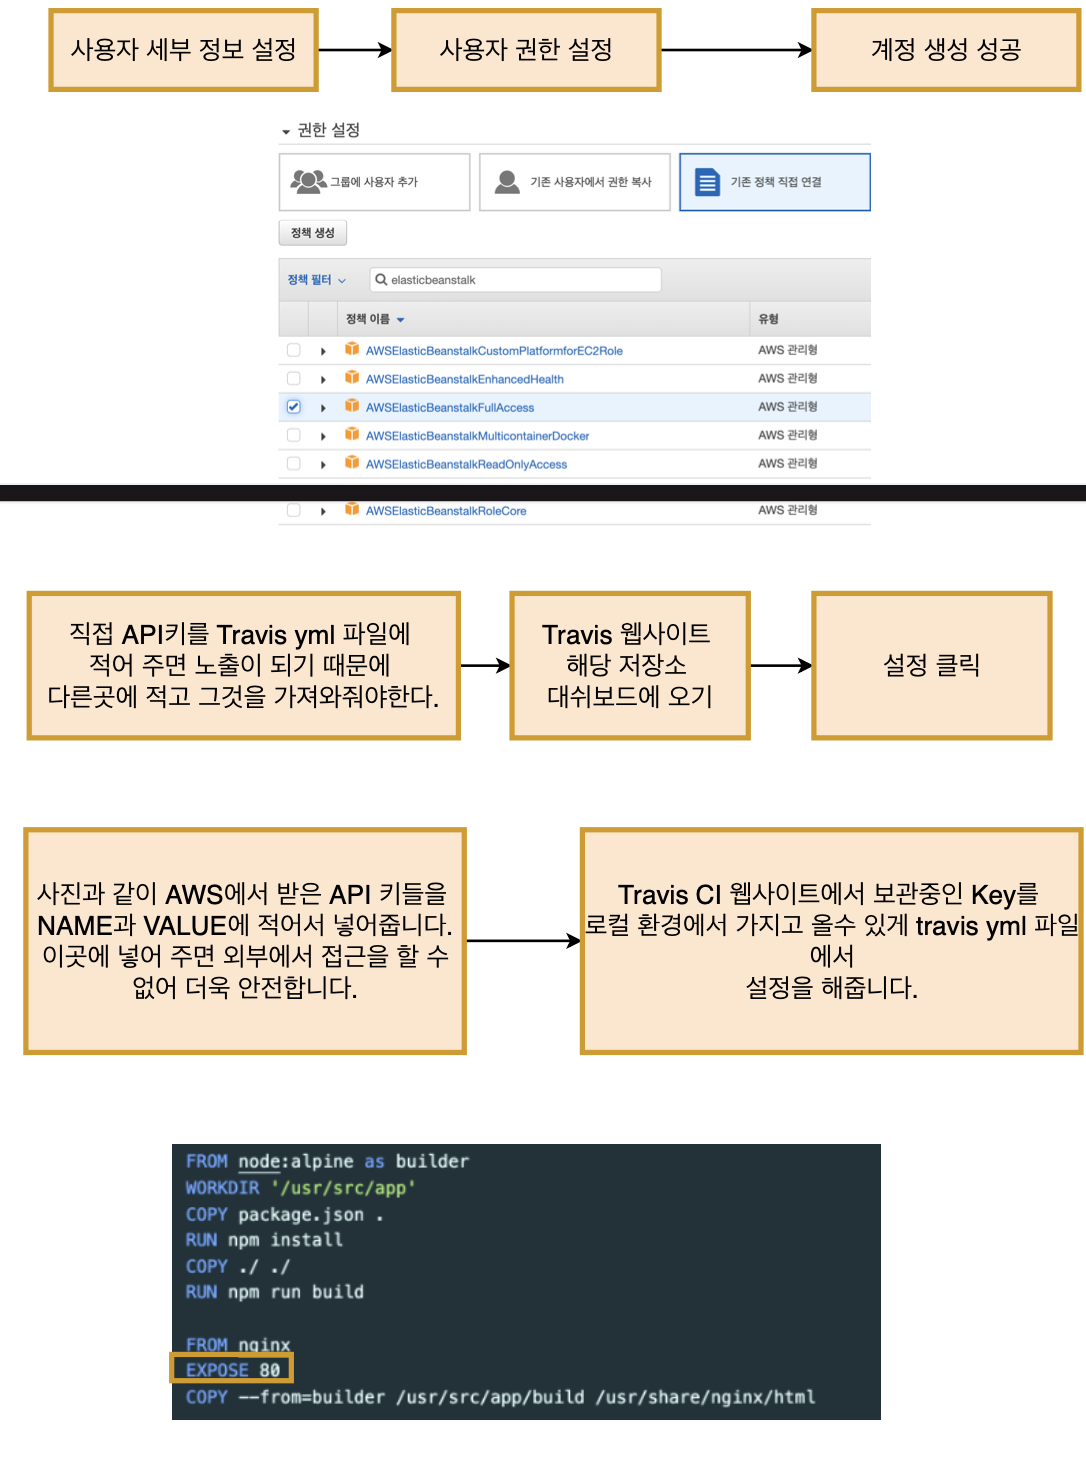 사용자 세부 정보 설정
사용자 권한 설정
계정 생성 성공
권한 설정
그룹에 사용자 추가
기존 사용자에서 권한 복사
기존 정책 직접 연결
정책 생성
정책 필터
elasticbeanstalk
정책 이름
유형
AWSElasticBeanstalkCustomPlatformforEC2Role AWS 관리형
AWSElasticBeanstalkEnhancedHealth AWS 관리형
AWSElasticBeanstalkFullAccess AWS 관리형
AWSElasticBeanstalkMulticontainerDocker AWS 관리형
AWSElasticBeanstalkReadOnlyAccess AWS 관리형
AWSElasticBeanstalkRoleCore AWS 관리형
직접 API키를 Travis yml 파일에
적어 주면 노출이 되기 때문에
다른곳에 적고 그것을 가져와줘야한다.
Travis 웹사이트
해당 저장소
대쉬보드에 오기
설정 클릭
사진과 같이 AWS에서 받은 API 키들을
NAME과 VALUE에 적어서 넣어줍니다.
이곳에 넣어 주면 외부에서 접근을 할 수
없어 더욱 안전합니다.
Travis CI 웹사이트에서 보관중인 Key를
로컬 환경에서 가지고 올수 있게 travis yml 파일
에서
설정을 해줍니다.
FROM node:alpine as builder
WORKDIR '/usr/src/app'
COPY package.json .
RUN npm install
COPY ./ ./
RUN npm run build
FROM nginx
EXPOSE 80
COPY --from=builder /usr/src/app/build /usr/share/nginx/html